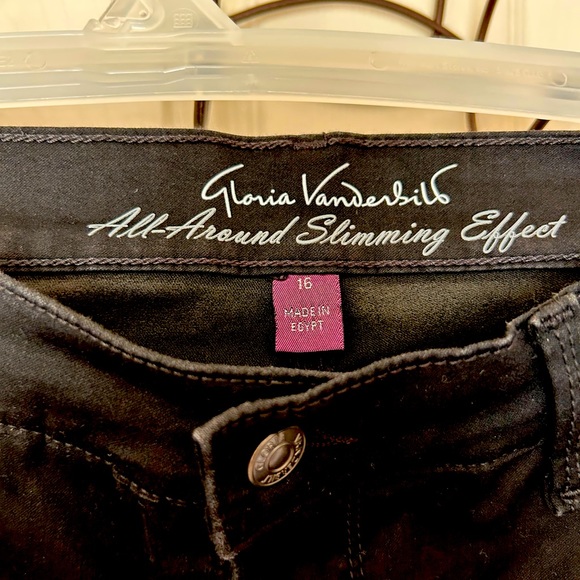 Gloria Vanderbilt
All-Around Slimming Effect
16
MADE IN
EGYPT